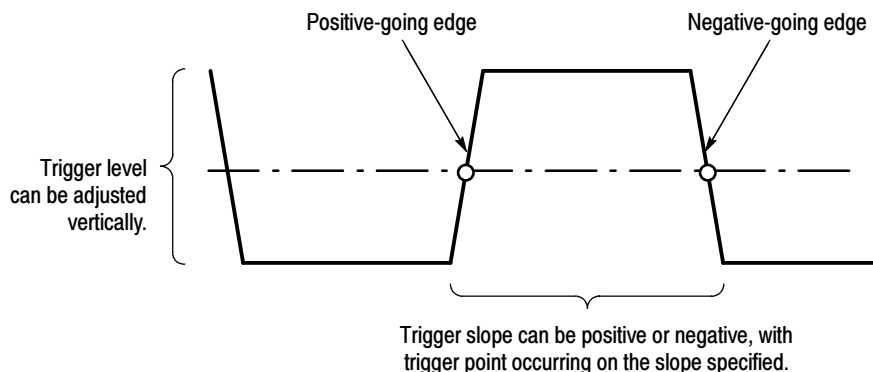 Positive-going edge
Negative-going edge
Trigger level
can be adjusted
vertically.
Trigger slope can be positive or negative, with
trigger point occurring on the slope specified.